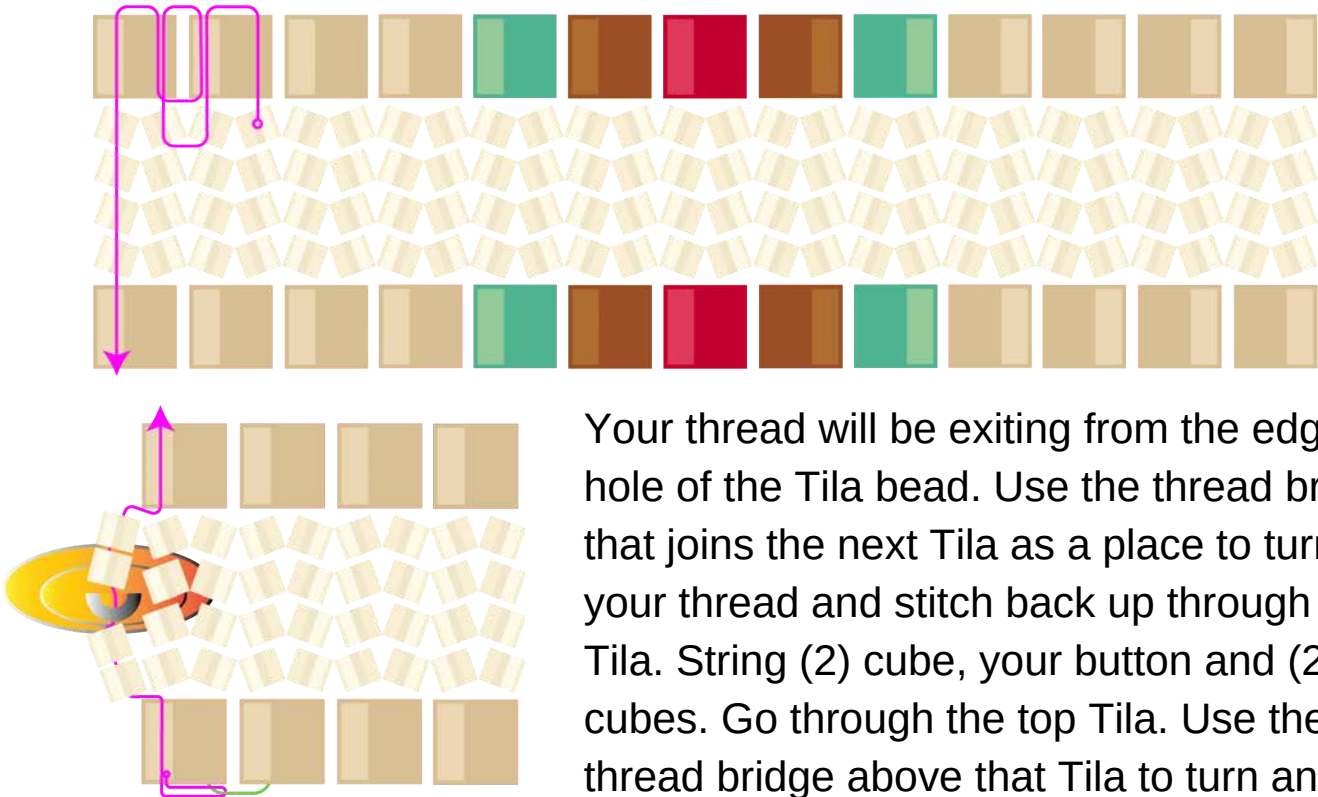 Your thread will be exiting from the edg
hole of the Tila bead. Use the thread br
that joins the next Tila as a place to turn
your thread and stitch back up through
Tila. String (2) cube, your button and (2
cubes. Go through the top Tila. Use the
thread bridge above that Tila to turn an